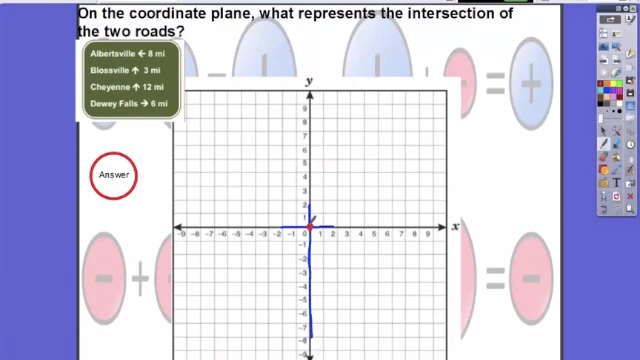 On the coordinate plane, what represents the intersection of
the two roads?
Albertsville ← 8 mi
Blossville ↑ 3 mi
Cheyenne ↑ 12 mi
Dewey Falls → 6 mi
Answer
y
9
8
7
6
5
4
3
2
1
-9 -8 -7 -6 -5 -4 -3 -2 -1 0 1 2 3 4 5 6 7 8 9 x
-1
-2
-3
-4
-5
-6
-7
-8
-9